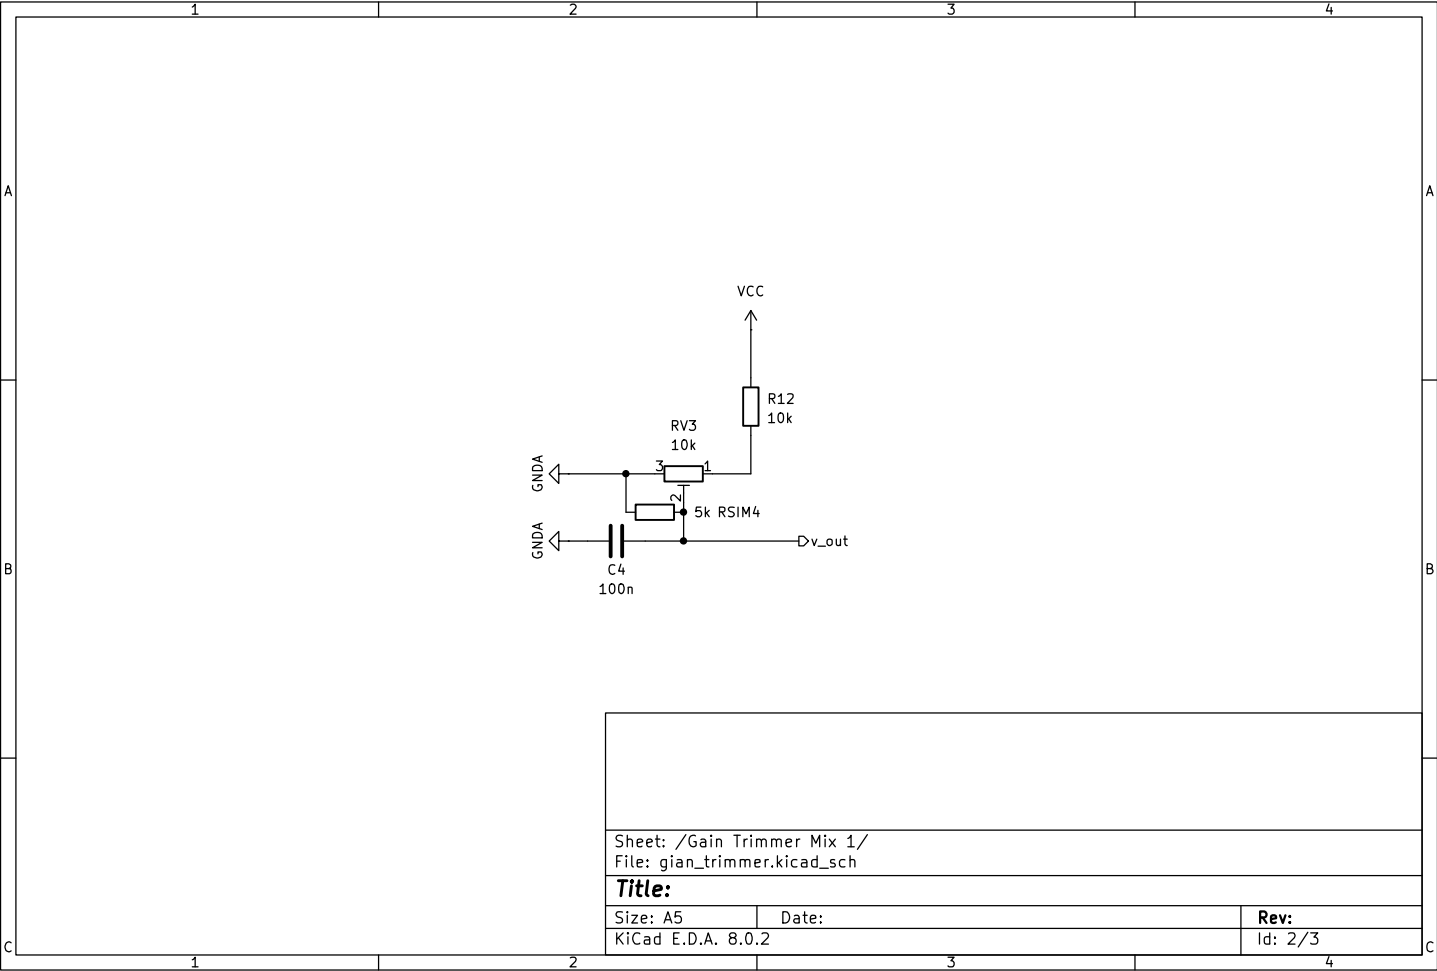 1 2 3 4
A A
VCC
R12
10k
RV3
10k
GNDA
3 1
2
5k RSIM4
GNDA
v_out
C4
100n
B B
Sheet: /Gain Trimmer Mix 1/
File: gian_trimmer.kicad_sch
Title:
Size: A5 Date: Rev:
KiCad E.D.A. 8.0.2 Id: 2/3
C C
1 2 3 4